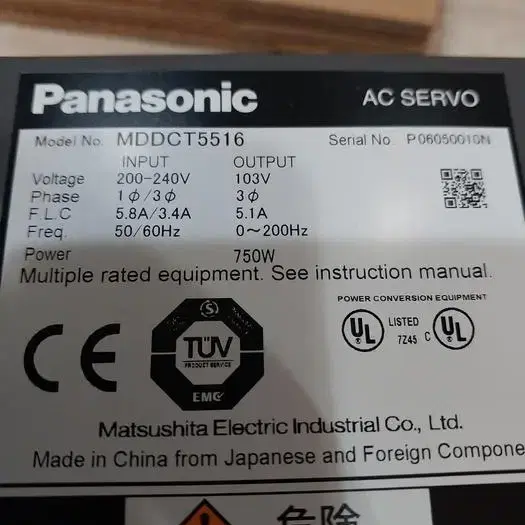 Panasonic AC SERVO
Model No. MDDCT5516 Serial No. P06050010N
INPUT OUTPUT
Voltage 200-240V 103V
Phase 1ϕ/3ϕ 3ϕ
F.L.C 5.8A/3.4A 5.1A
Freq. 50/60Hz 0～200Hz
Power 750W
Multiple rated equipment. See instruction manual.
POWER CONVERSION EQUIPMENT
CE TÜV PRODUCT SERVICE EMC UL LISTED 7Z45 C UL
Matsushita Electric Industrial Co., Ltd.
Made in China from Japanese and Foreign Compone
危険